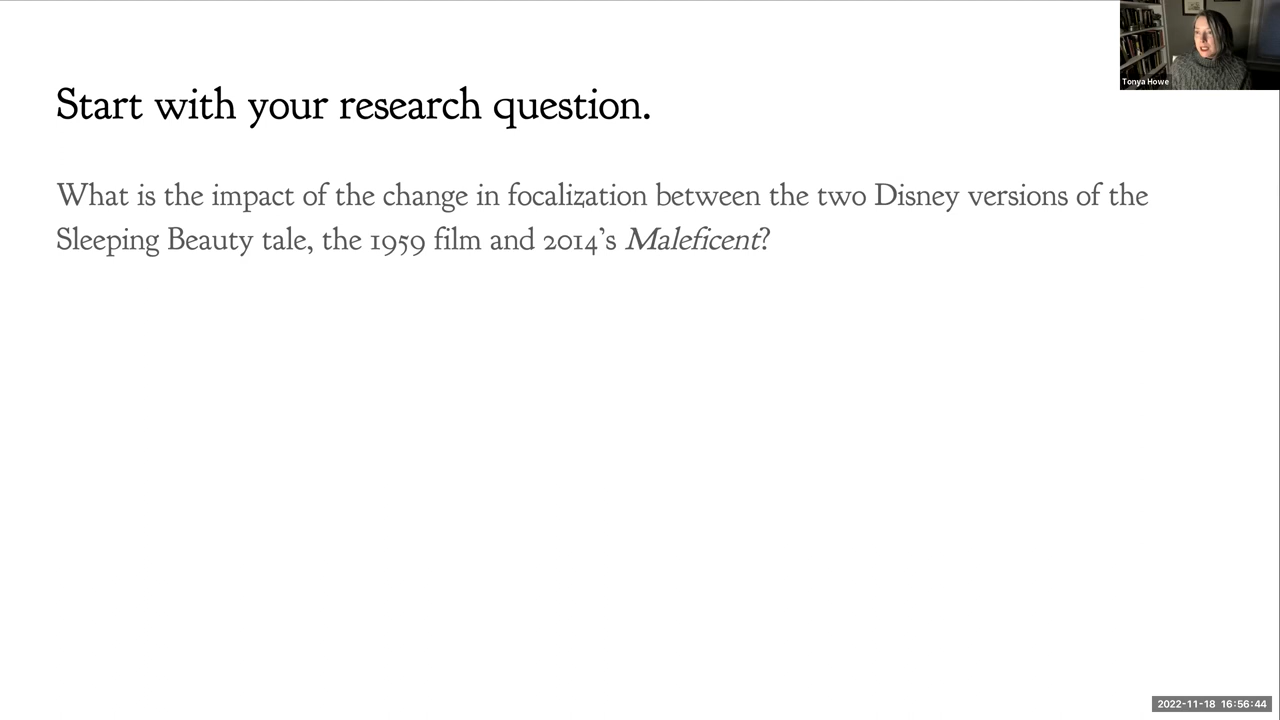 Tonya Howe
Start with your research question.
What is the impact of the change in focalization between the two Disney versions of the
Sleeping Beauty tale, the 1959 film and 2014’s Maleficent?
2022-11-18 16:56:44